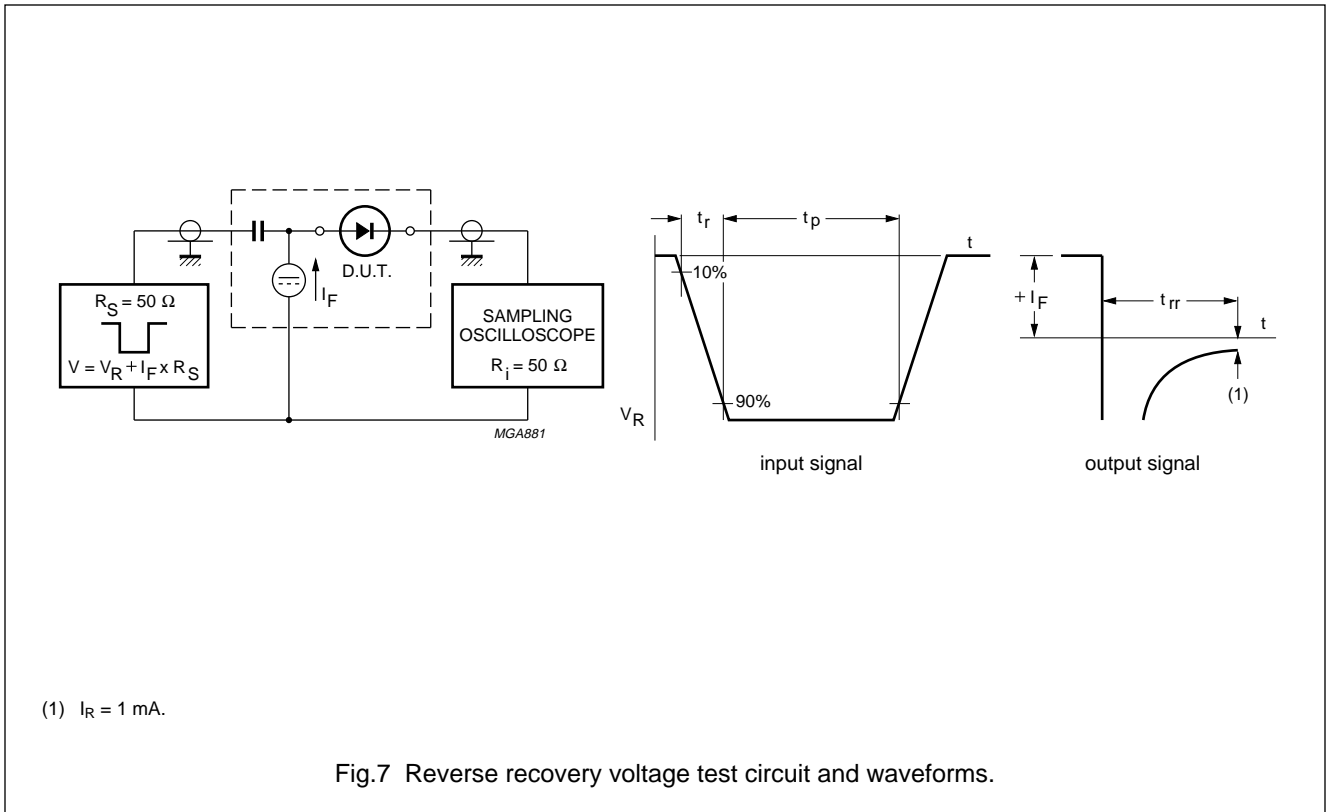 R_S = 50 Ω
V = V_R + I_F x R_S
I_F
D.U.T.
SAMPLING
OSCILLOSCOPE
R_i = 50 Ω
MGA881
t_r
t_p
t
10%
90%
V_R
input signal
+ I_F
t_rr
t
(1)
output signal
(1) I_R = 1 mA.
Fig.7 Reverse recovery voltage test circuit and waveforms.